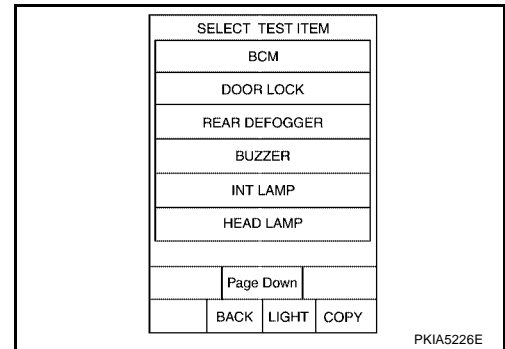 SELECT TEST ITEM
BCM
DOOR LOCK
REAR DEFOGGER
BUZZER
INT LAMP
HEAD LAMP
Page Down
BACK LIGHT COPY
PKIA5226E